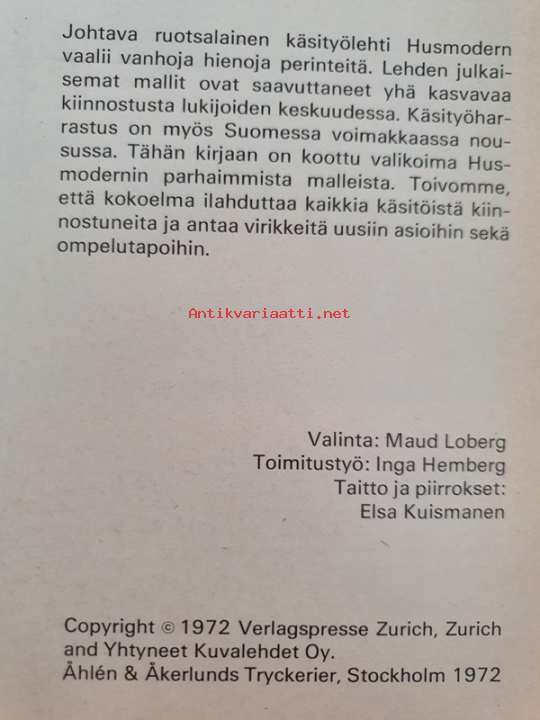 Johtava ruotsalainen käsityölehti Husmodern
vaalii vanhoja hienoja perinteitä. Lehden julkai-
semat mallit ovat saavuttaneet yhä kasvavaa
kiinnostusta lukijoiden keskuudessa. Käsityöhar-
rastus on myös Suomessa voimakkaassa nou-
susssa. Tähän kirjaan on koottu valikoima Hus-
modernin parhaimmista malleista. Toivomme,
että kokoelma ilahduttaa kaikkia käsitöistä kiin-
nostuneita ja antaa virikkeitä uusiin asioihin sekä
ompelutapoihin.
Antikvariaatti.net
Valinta: Maud Loberg
Toimitustyö: Inga Hemberg
Taitto ja piirrokset:
Elsa Kuismanen
Copyright © 1972 Verlagspresse Zurich, Zurich
and Yhtyneet Kuvalehdet Oy.
Åhlén & Åkerlunds Tryckerier, Stockholm 1972